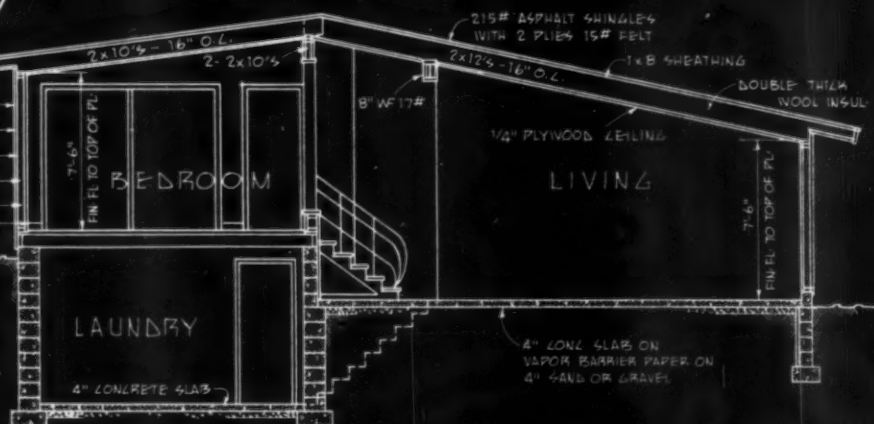 215# ASPHALT SHINGLES
WITH 2 PLIES 15# FELT
2x10'S - 16" O.C.
2- 2x10'S
2x12'S - 16" O.C.
1x8 SHEATHING
DOUBLE THICK
WOOL INSUL
8" WF 17#
1/4" PLYWOOD CEILING
7'-6"
FIN FL TO TOP OF PL.
BEDROOM
LIVING
7'-6"
FIN FL TO TOP OF PL.
LAUNDRY
4" CONCRETE SLAB
4" CONC SLAB ON
VAPOR BARRIER PAPER ON
4" SAND OR GRAVEL